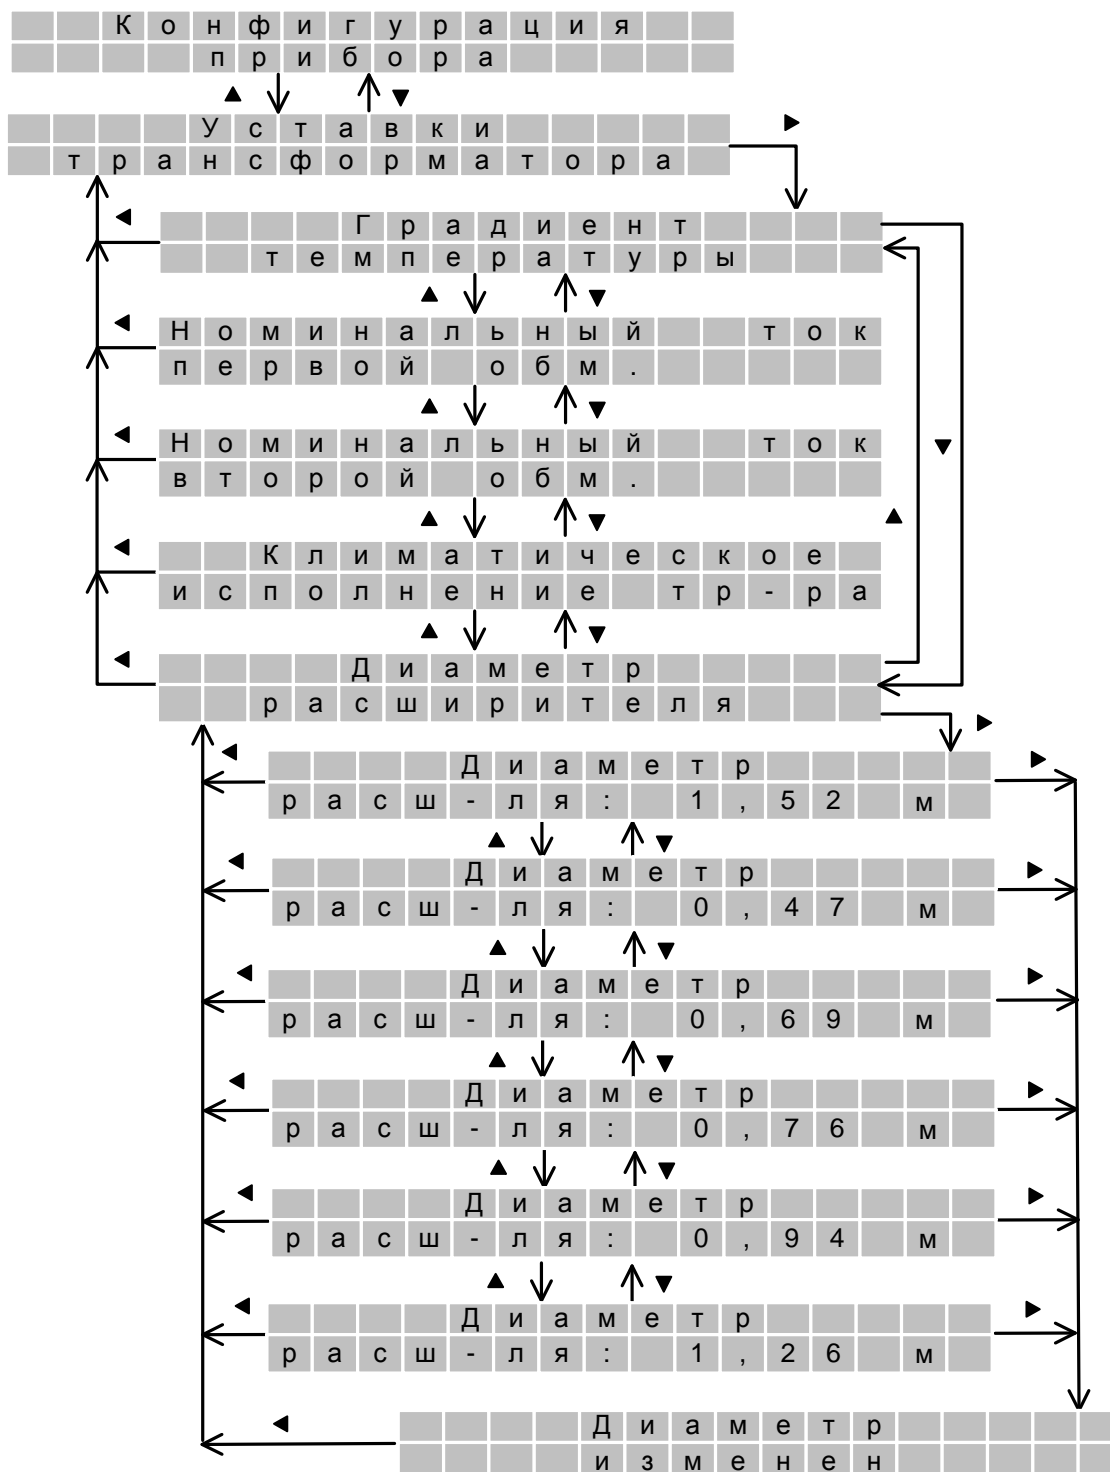 Конфигурация
прибора
Уставки
трансформатора
Градиент
температуры
Номинальный ток
первой обм.
Номинальный ток
второй обм.
Климатическое
исполнение тр-ра
Диаметр
расширителя
Диаметр
расш-ля: 1,52 м
Диаметр
расш-ля: 0,47 м
Диаметр
расш-ля: 0,69 м
Диаметр
расш-ля: 0,76 м
Диаметр
расш-ля: 0,94 м
Диаметр
расш-ля: 1,26 м
Диаметр
изменен